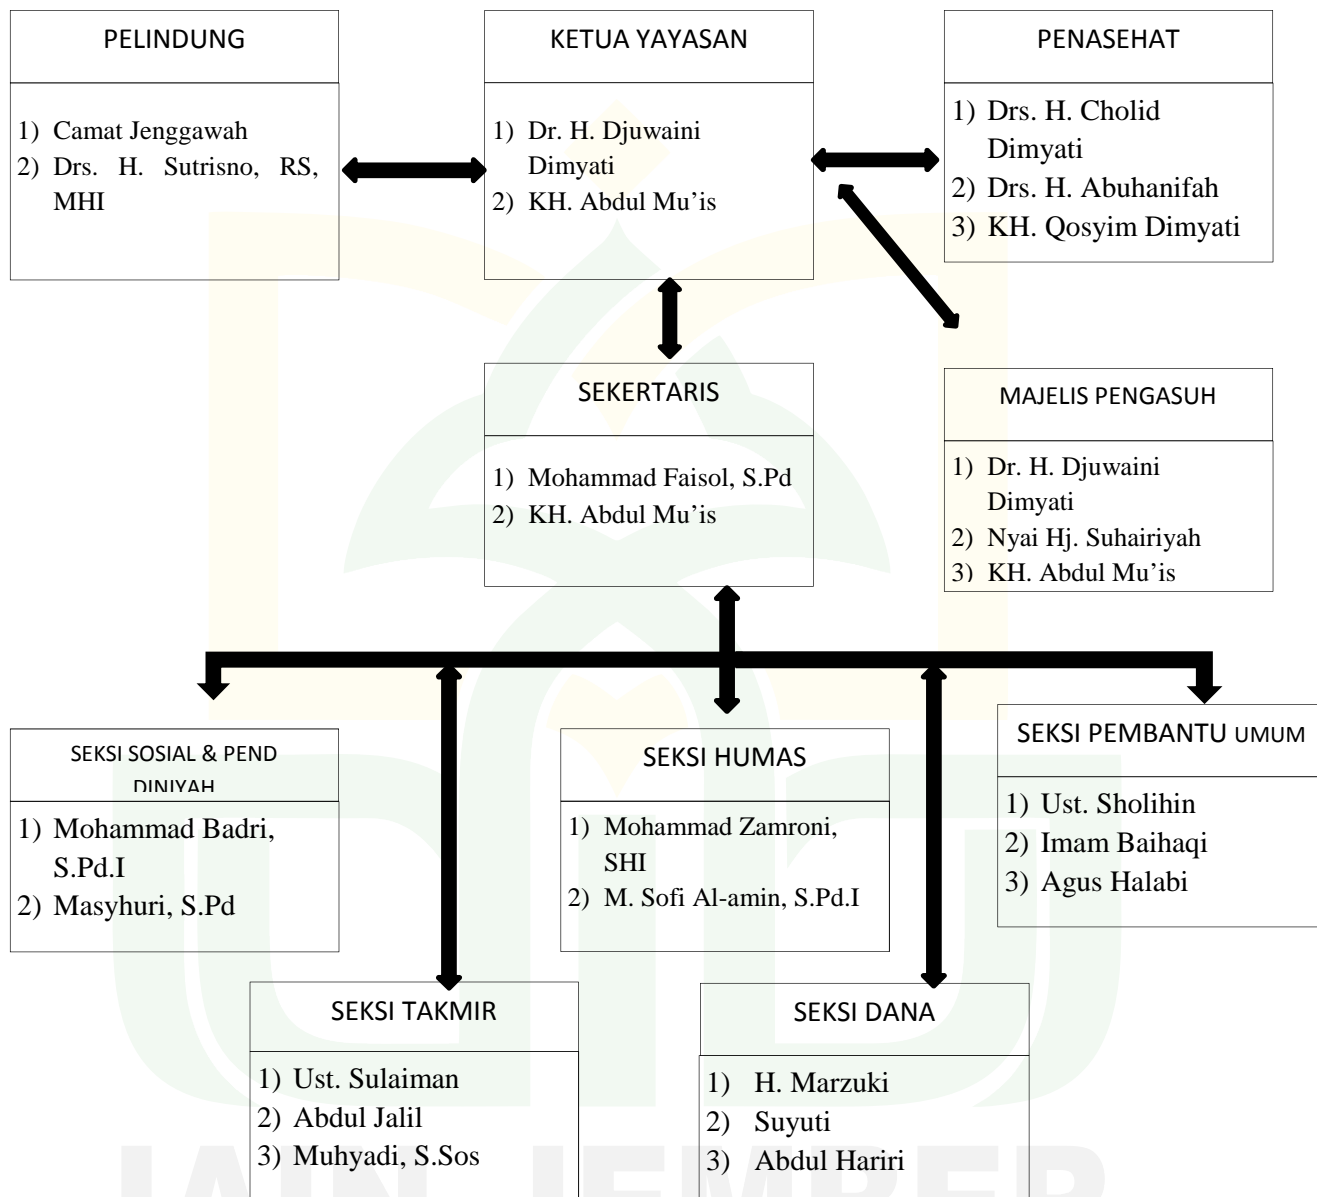 PELINDUNG
1) Camat Jenggawah
2) Drs. H. Sutrisno, RS,
MHI
KETUA YAYASAN
1) Dr. H. Djuwaini
Dimyati
2) KH. Abdul Mu’is
PENASEHAT
1) Drs. H. Cholid
Dimyati
2) Drs. H. Abuhanifah
3) KH. Qosyim Dimyati
SEKERTARIS
1) Mohammad Faisol, S.Pd
2) KH. Abdul Mu’is
MAJELIS PENGASUH
1) Dr. H. Djuwaini
Dimyati
2) Nyai Hj. Suhairiyah
3) KH. Abdul Mu’is
SEKSI SOSIAL & PEND
DINIYAH
1) Mohammad Badri,
S.Pd.I
2) Masyhuri, S.Pd
SEKSI HUMAS
1) Mohammad Zamroni,
SHI
2) M. Sofi Al-amin, S.Pd.I
SEKSI PEMBANTU UMUM
1) Ust. Sholihin
2) Imam Baihaqi
3) Agus Halabi
SEKSI TAKMIR
1) Ust. Sulaiman
2) Abdul Jalil
3) Muhyadi, S.Sos
SEKSI DANA
1) H. Marzuki
2) Suyuti
3) Abdul Hariri
IAIN JEMBER